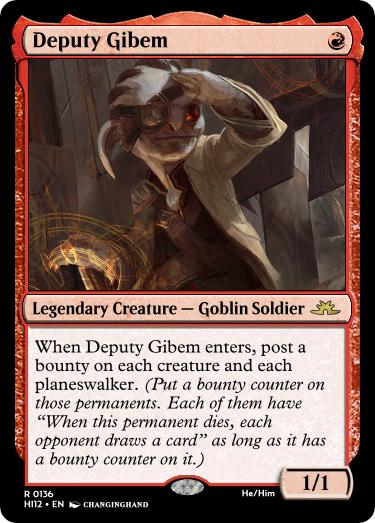 Deputy Gibem
Legendary Creature — Goblin Soldier
When Deputy Gibem enters, post a
bounty on each creature and each
planeswalker. (Put a bounty counter on
those permanents. Each of them have
“When this permanent dies, each
opponent draws a card” as long as it has
a bounty counter on it.)
1/1
R 0136
He/Him
HI12 • EN CHANGINGHAND